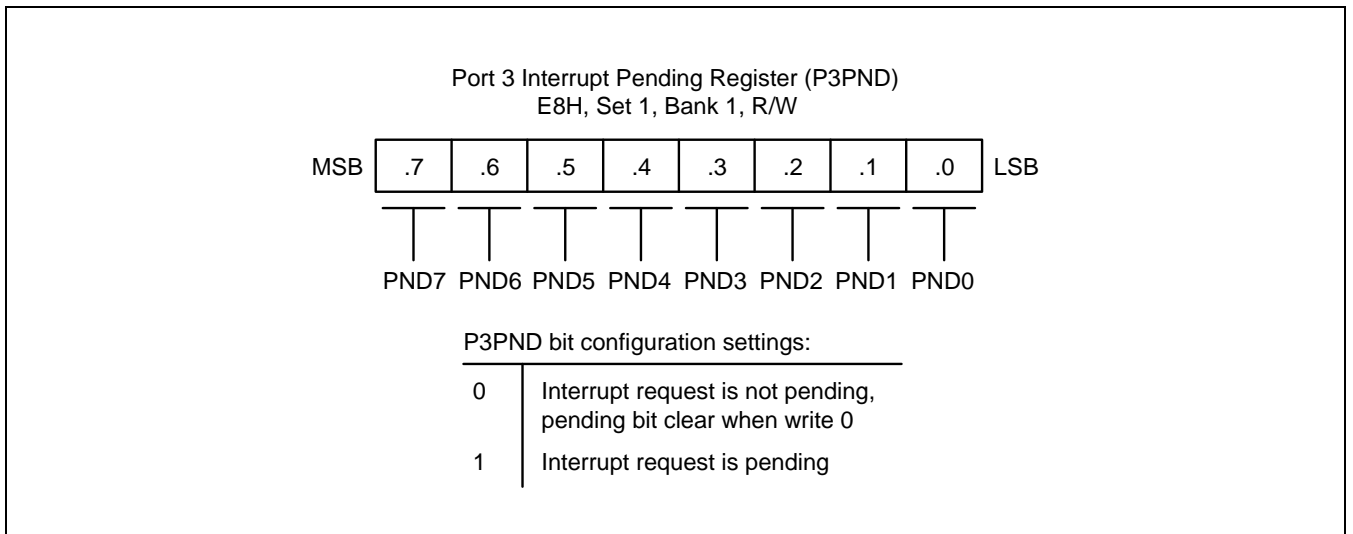 Port 3 Interrupt Pending Register (P3PND)
E8H, Set 1, Bank 1, R/W
MSB .7 .6 .5 .4 .3 .2 .1 .0 LSB
PND7 PND6 PND5 PND4 PND3 PND2 PND1 PND0
P3PND bit configuration settings:
0 Interrupt request is not pending,
pending bit clear when write 0
1 Interrupt request is pending